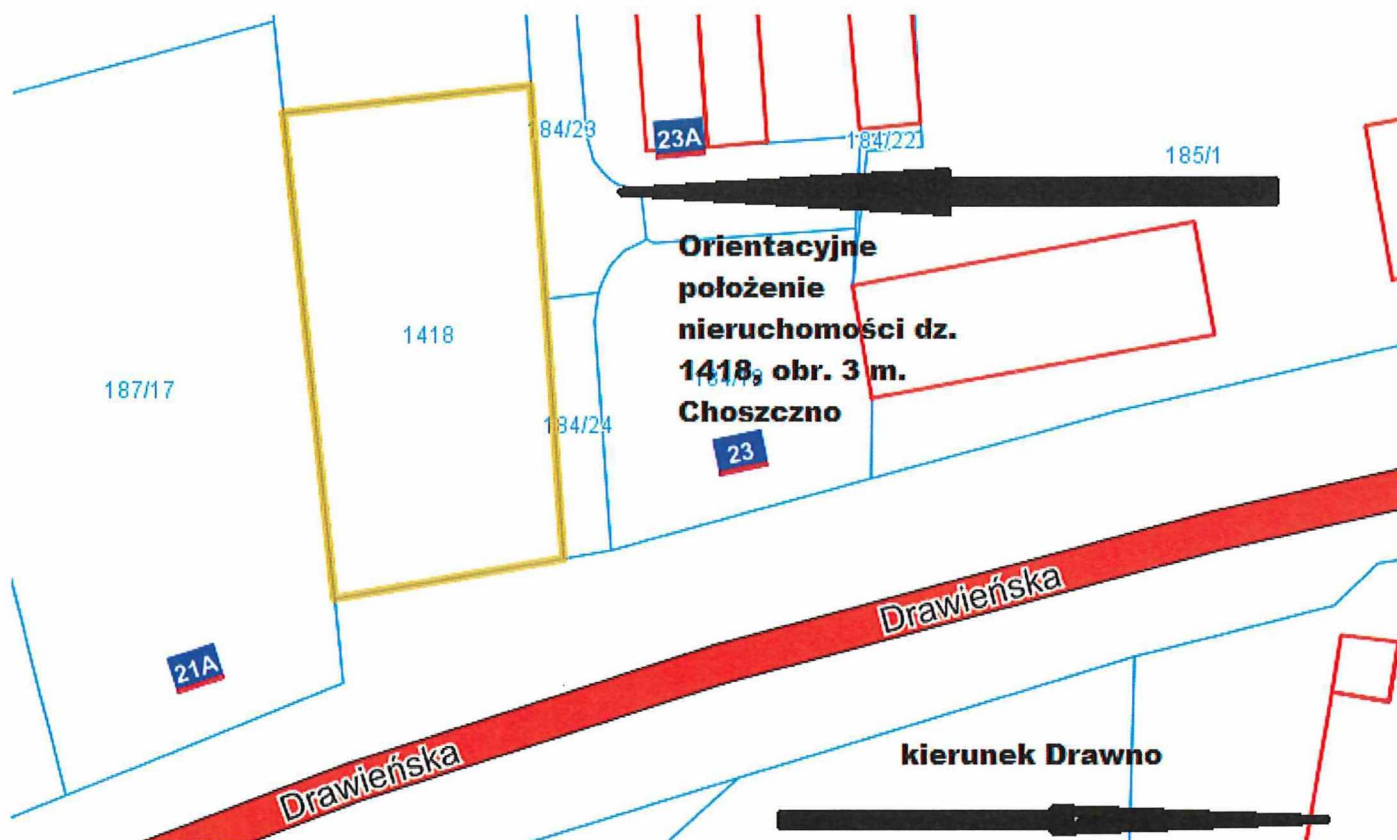 184/23
23A
184/22
185/1
Orientacyjne
położenie
nieruchomości dz.
1418, obr. 3 m.
Choszczno
1418
187/17
184/24
23
Drawieńska
21A
Drawieńska
kierunek Drawno